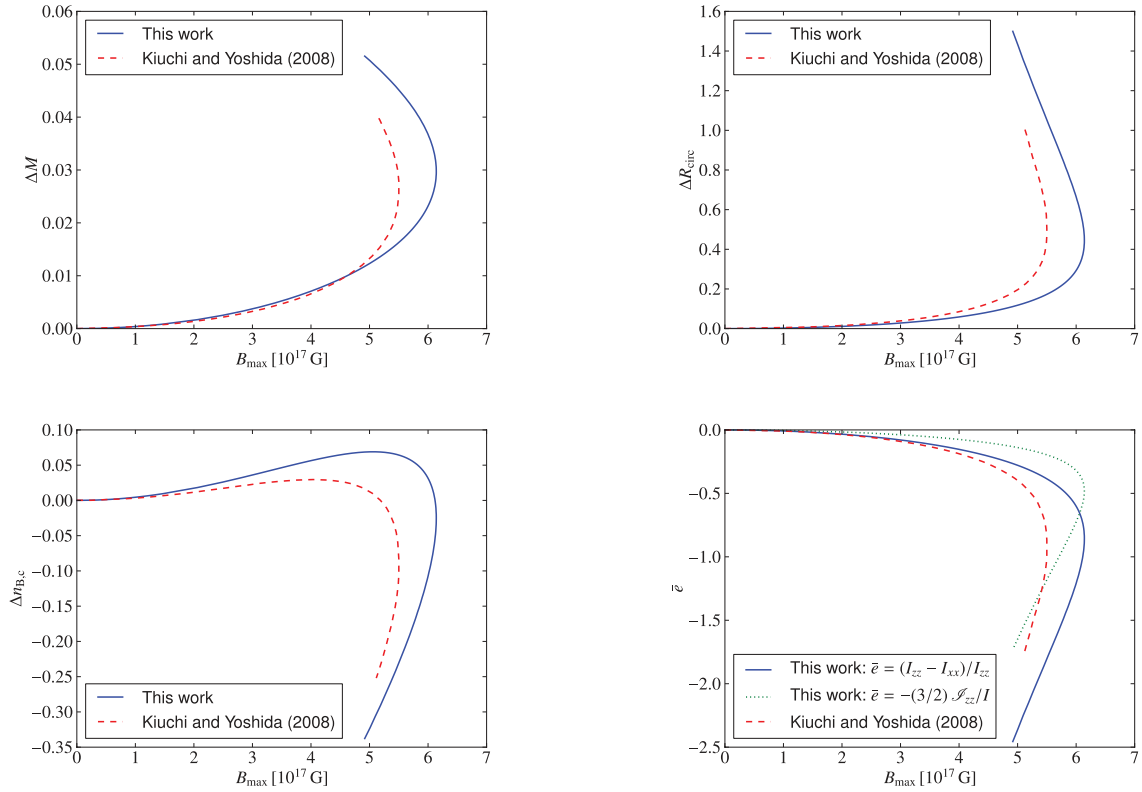 0.06
0.05
0.04
0.03
0.02
0.01
0.00
ΔM
This work
Kiuchi and Yoshida (2008)
0 1 2 3 4 5 6 7
B_max [10^17 G]
1.6
1.4
1.2
1.0
0.8
0.6
0.4
0.2
0.0
ΔR_circ
This work
Kiuchi and Yoshida (2008)
0 1 2 3 4 5 6 7
B_max [10^17 G]
0.10
0.05
0.00
−0.05
−0.10
−0.15
−0.20
−0.25
−0.30
−0.35
Δn_B,c
This work
Kiuchi and Yoshida (2008)
0 1 2 3 4 5 6 7
B_max [10^17 G]
0.0
−0.5
−1.0
−1.5
−2.0
−2.5
ē
This work: ē = (I_zz − I_xx)/I_zz
This work: ē = −(3/2) ℐ_zz/I
Kiuchi and Yoshida (2008)
0 1 2 3 4 5 6 7
B_max [10^17 G]